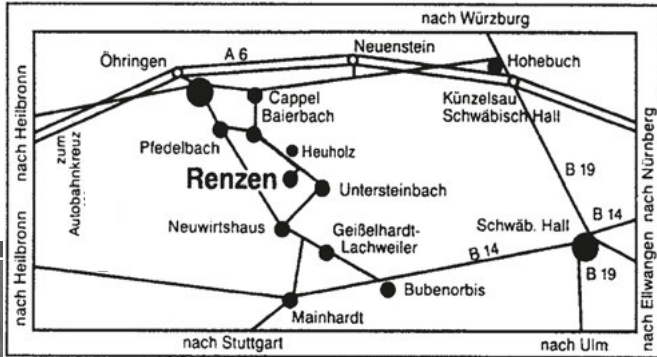 nach Würzburg
Öhringen
A 6
Neuenstein
Hohebuch
Cappel
Baierbach
Künzelsau
Schwäbisch Hall
Pfedelbach
Heuholz
Renzen
Untersteinbach
B 19
B 14
Neuwirtshaus
Geißelhardt-
Lachweiler
Schwäb. Hall
B 14
B 19
Bubenorbis
Mainhardt
nach Stuttgart
nach Ulm
nach Heilbronn
nach Heilbronn
zum
Autobahnkreuz
nach Nürnberg
nach Ellwangen